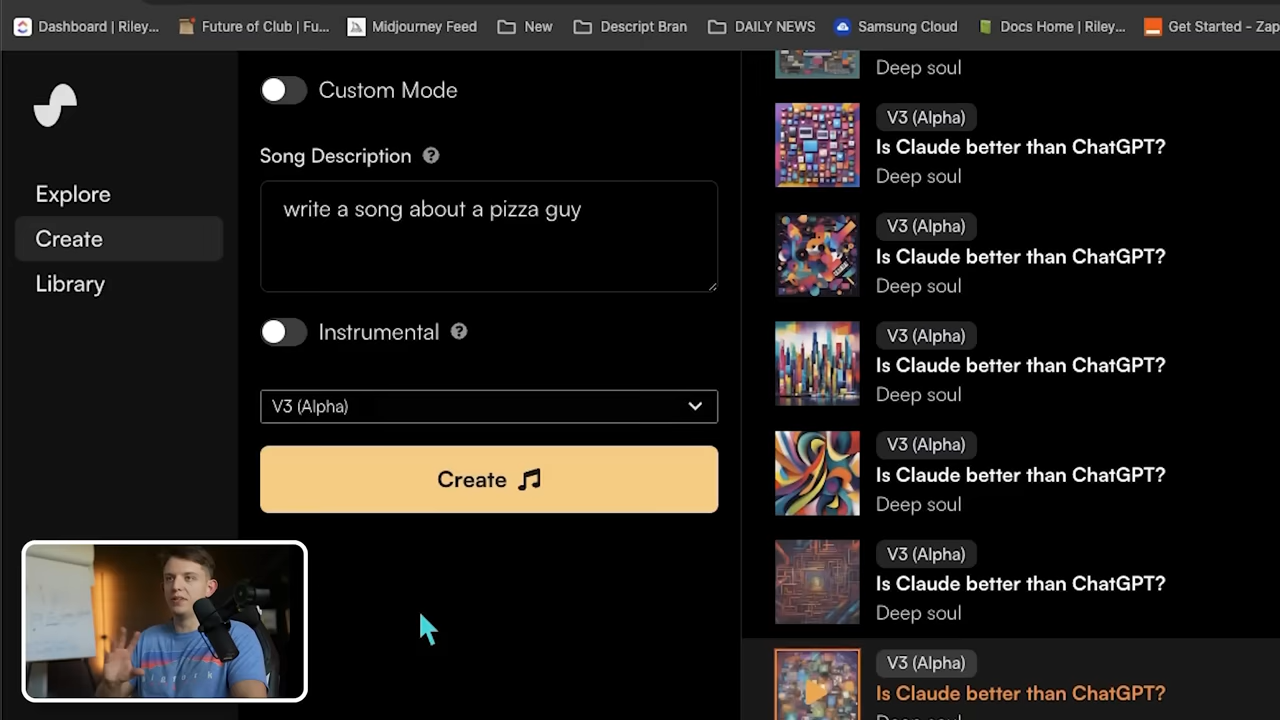 Dashboard | Riley...
Future of Club | Fu...
Midjourney Feed
New
Descript Bran
DAILY NEWS
Samsung Cloud
Docs Home | Riley...
Get Started - Zap
Explore
Create
Library
Custom Mode
Song Description
write a song about a pizza guy
Instrumental
V3 (Alpha)
Create
Deep soul
V3 (Alpha)
Is Claude better than ChatGPT?
Deep soul
V3 (Alpha)
Is Claude better than ChatGPT?
Deep soul
V3 (Alpha)
Is Claude better than ChatGPT?
Deep soul
V3 (Alpha)
Is Claude better than ChatGPT?
Deep soul
V3 (Alpha)
Is Claude better than ChatGPT?
Deep soul
V3 (Alpha)
Is Claude better than ChatGPT?
Deep soul